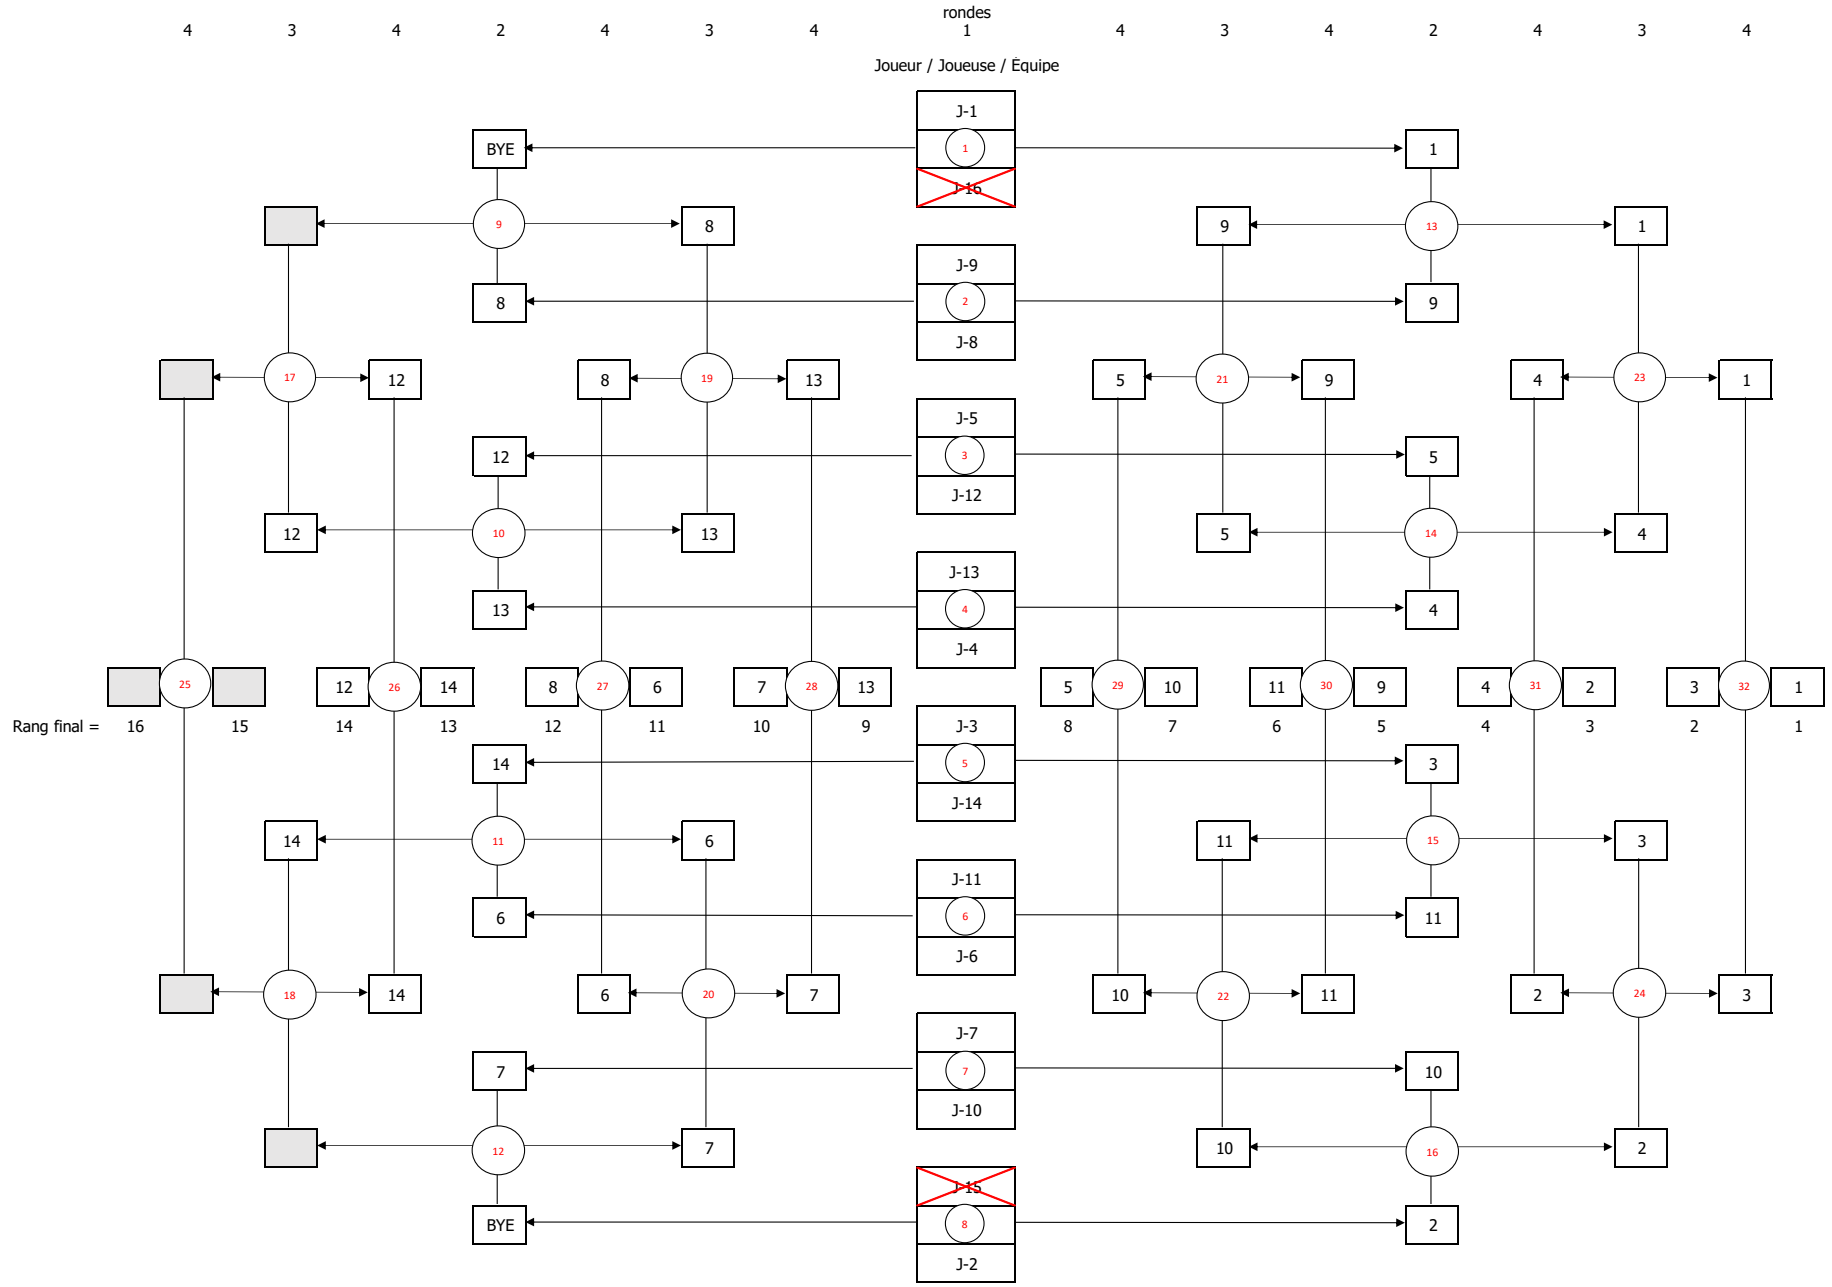 rondes
4 3 4 2 4 3 4 1 4 3 4 2 4 3 4
Joueur / Joueuse / Équipe
J-1
BYE 1 1
J-16
8 9 9 13 1
9
J-9
8 2 9
J-8
17 12 8 19 13 5 21 9 4 23 1
J-5
12 3 5
J-12
12 10 13 5 14 4
J-13
13 4 4
J-4
25 12 26 14 8 27 6 7 28 13 5 29 10 11 30 9 4 31 2 3 32 1
Rang final = 16 15 14 13 12 11 10 9 8 7 6 5 4 3 2 1
J-3
14 5 3
J-14
14 11 6 11 15 3
J-11
6 6 11
J-6
18 14 6 20 7 10 22 11 2 24 3
J-7
7 7 10
J-10
12 7 10 16 2
J-15
BYE 8 2
J-2